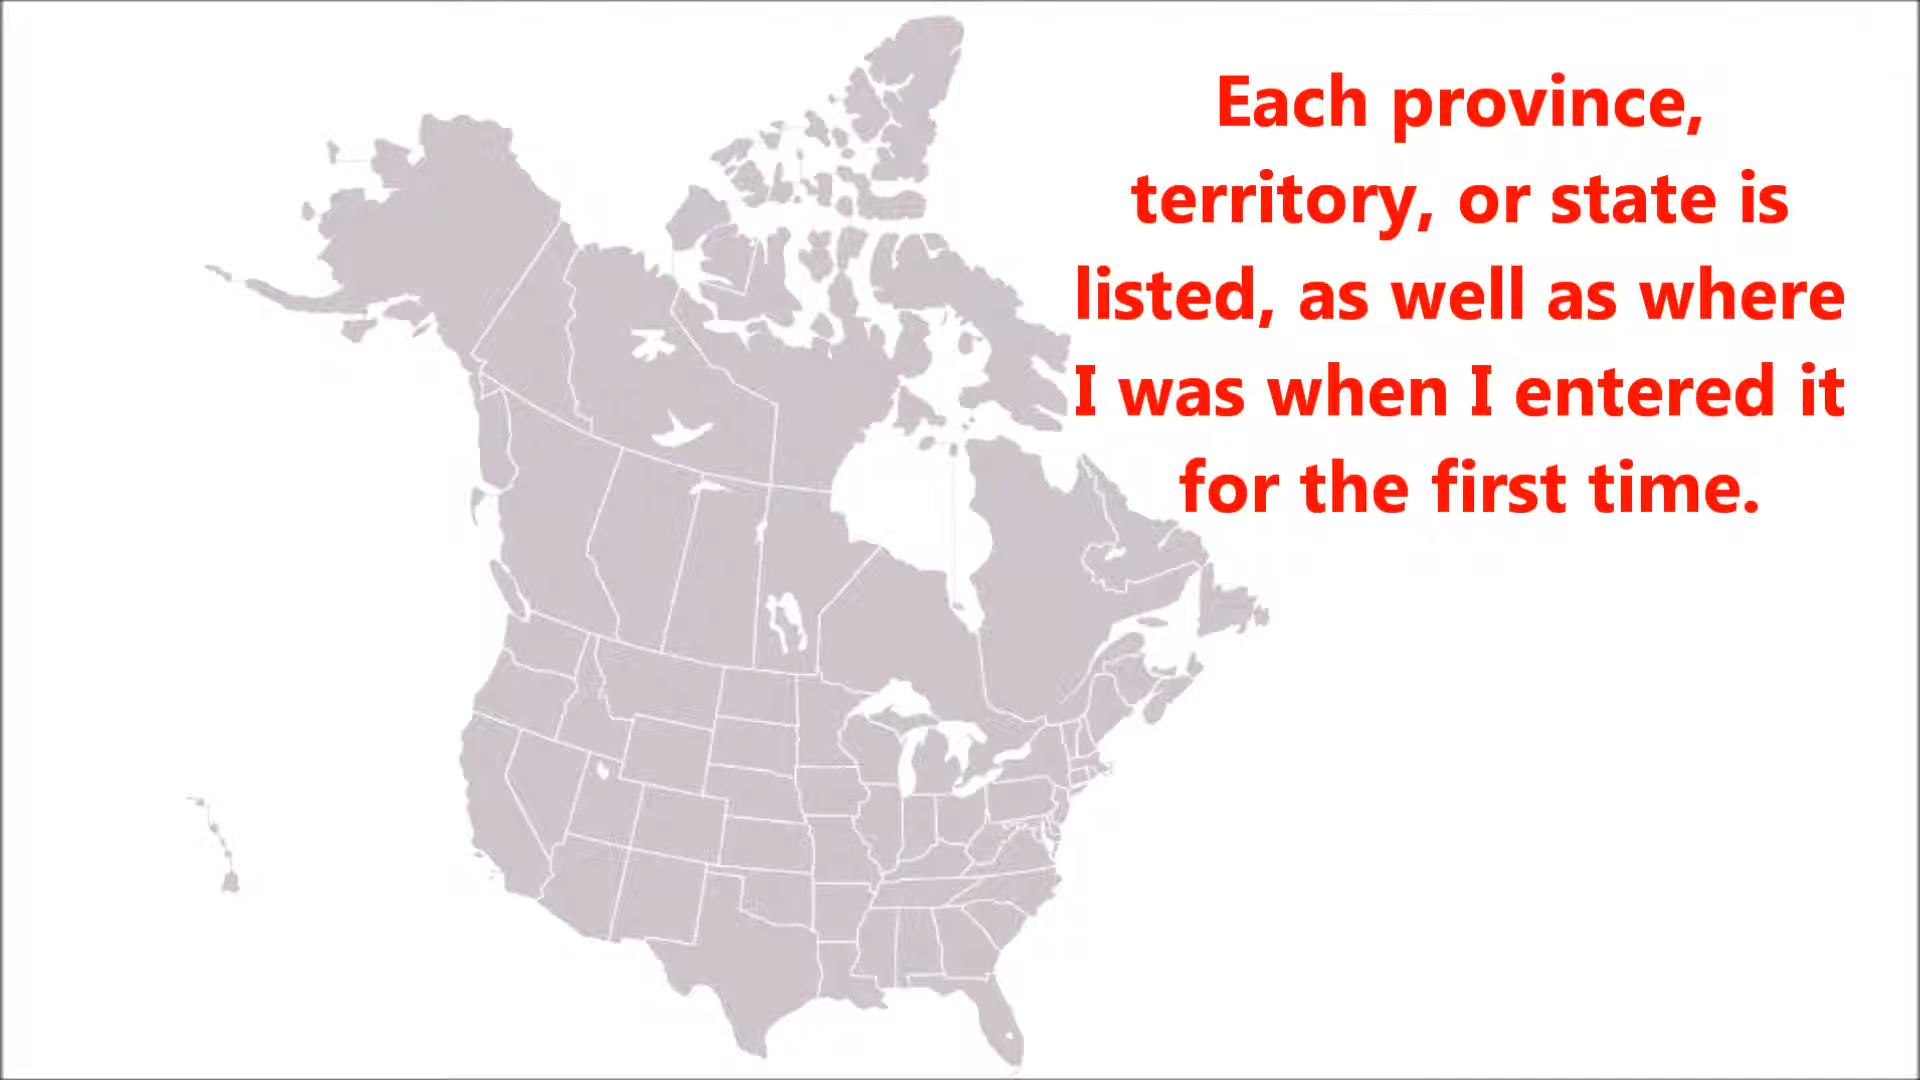 Each province,
territory, or state is
listed, as well as where
I was when I entered it
for the first time.